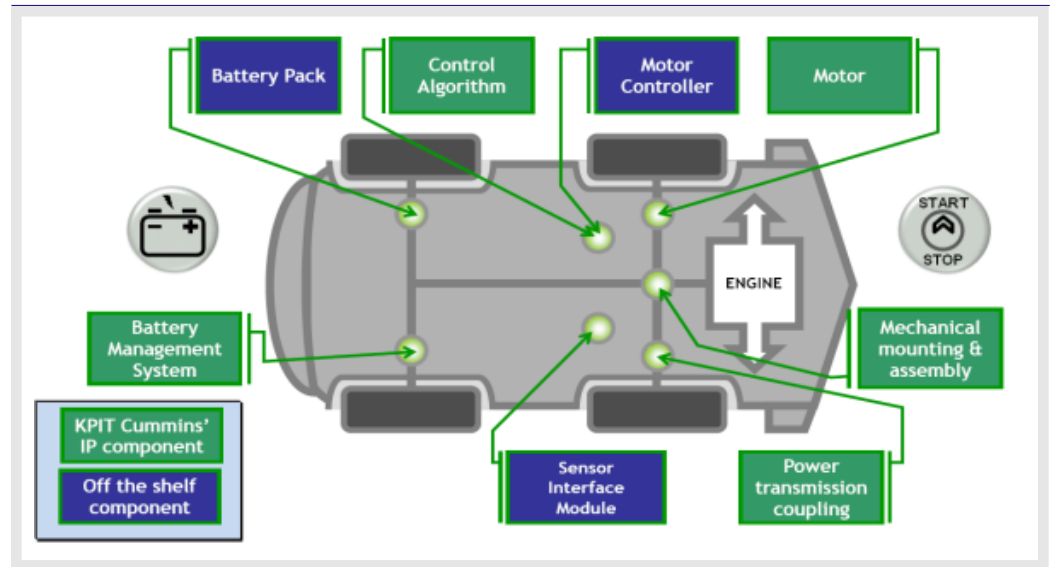 Battery Pack
Control
Algorithm
Motor
Controller
Motor
START
STOP
ENGINE
Battery
Management
System
Mechanical
mounting &
assembly
KPIT Cummins'
IP component
Off the shelf
component
Sensor
Interface
Module
Power
transmission
coupling